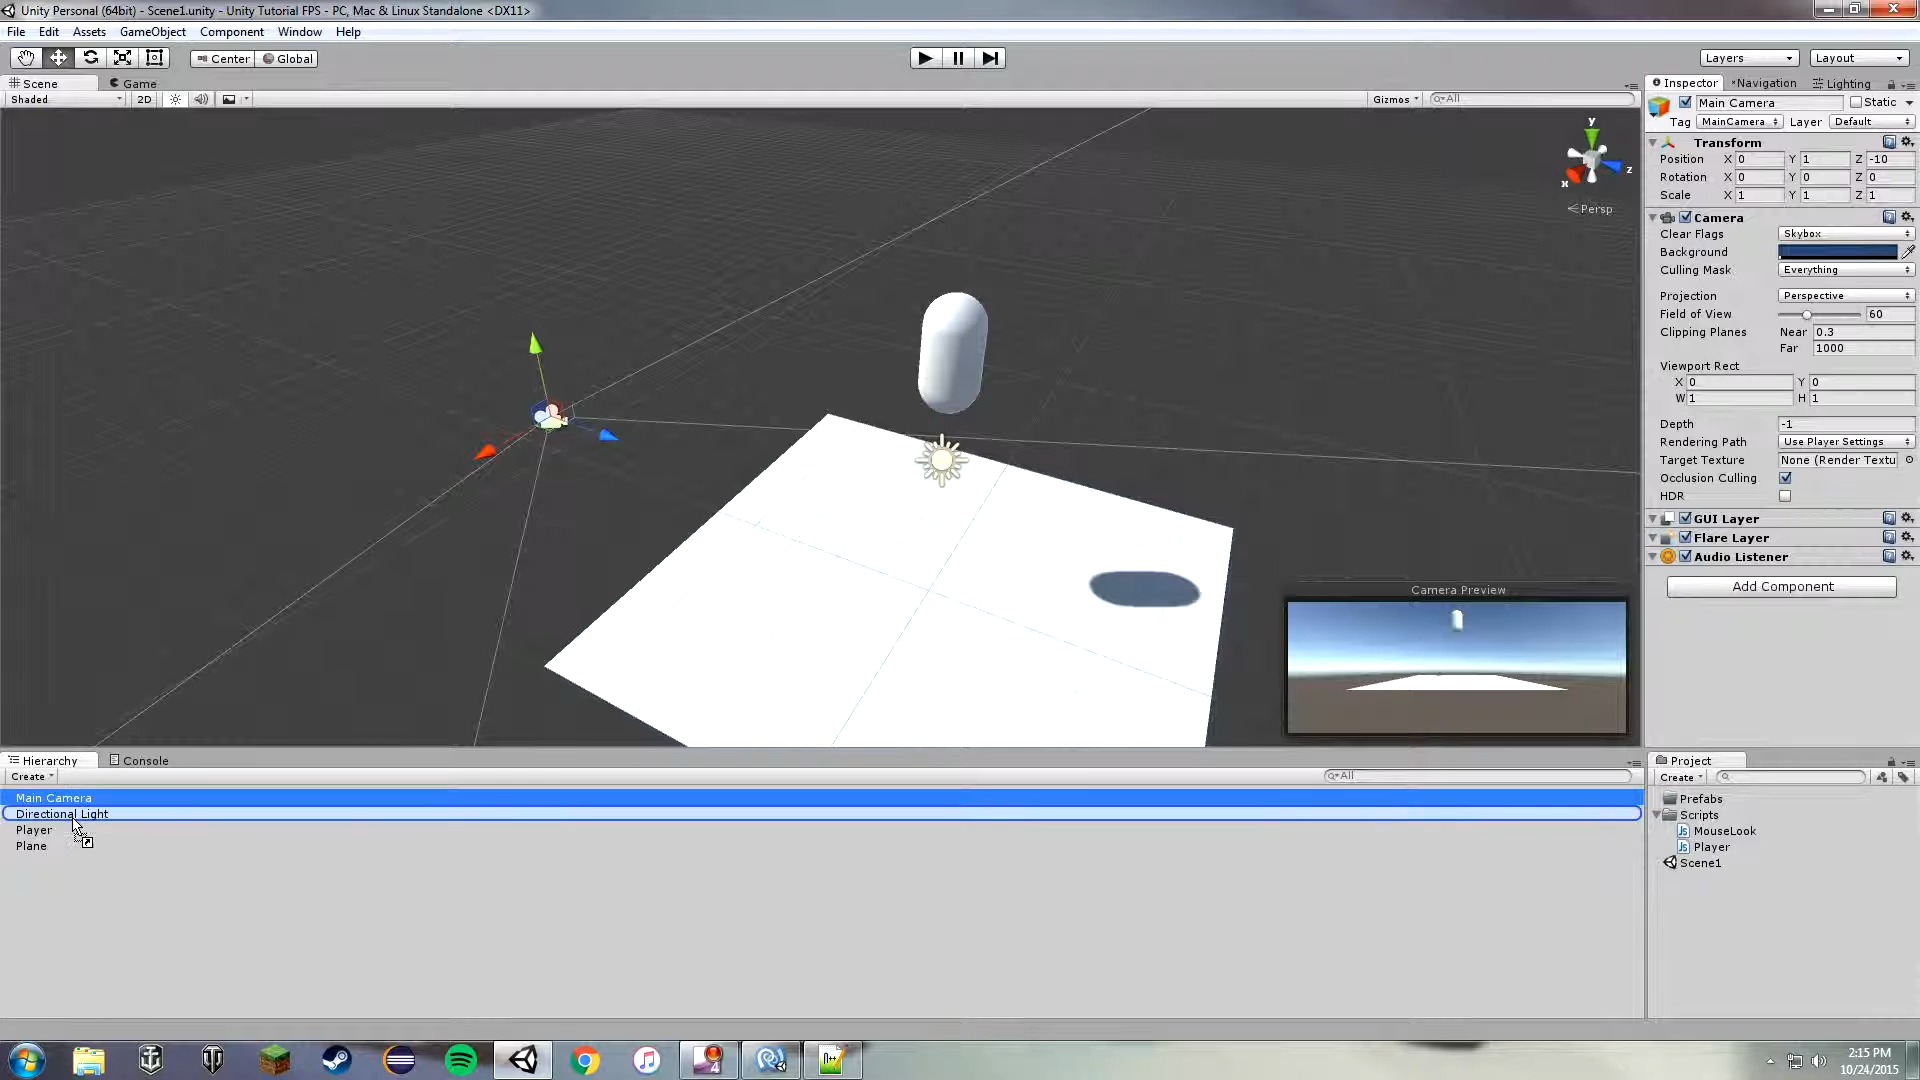 Unity Personal (64bit) - Scene1.unity - Unity Tutorial FPS - PC, Mac & Linux Standalone <DX11>
File Edit Assets GameObject Component Window Help
Center Global Layers Layout
Scene Game
Shaded 2D Gizmos All
Inspector Navigation Lighting
Main Camera Static
Tag MainCamera Layer Default
Transform
Position X 0 Y 1 Z -10
Rotation X 0 Y 0 Z 0
Scale X 1 Y 1 Z 1
Camera
Clear Flags Skybox
Background
Culling Mask Everything
Projection Perspective
Field of View 60
Clipping Planes Near 0.3
Far 1000
Viewport Rect
X 0 Y 0
W 1 H 1
Depth -1
Rendering Path Use Player Settings
Target Texture None (Render Textu
Occlusion Culling
HDR
GUI Layer
Flare Layer
Audio Listener
Add Component
y
x
z
Persp
Camera Preview
Hierarchy Console
Create All
Main Camera
Directional Light
Player
Plane
Project
Create
Prefabs
Scripts
Js MouseLook
Js Player
Scene1
4
2:15 PM
10/24/2015